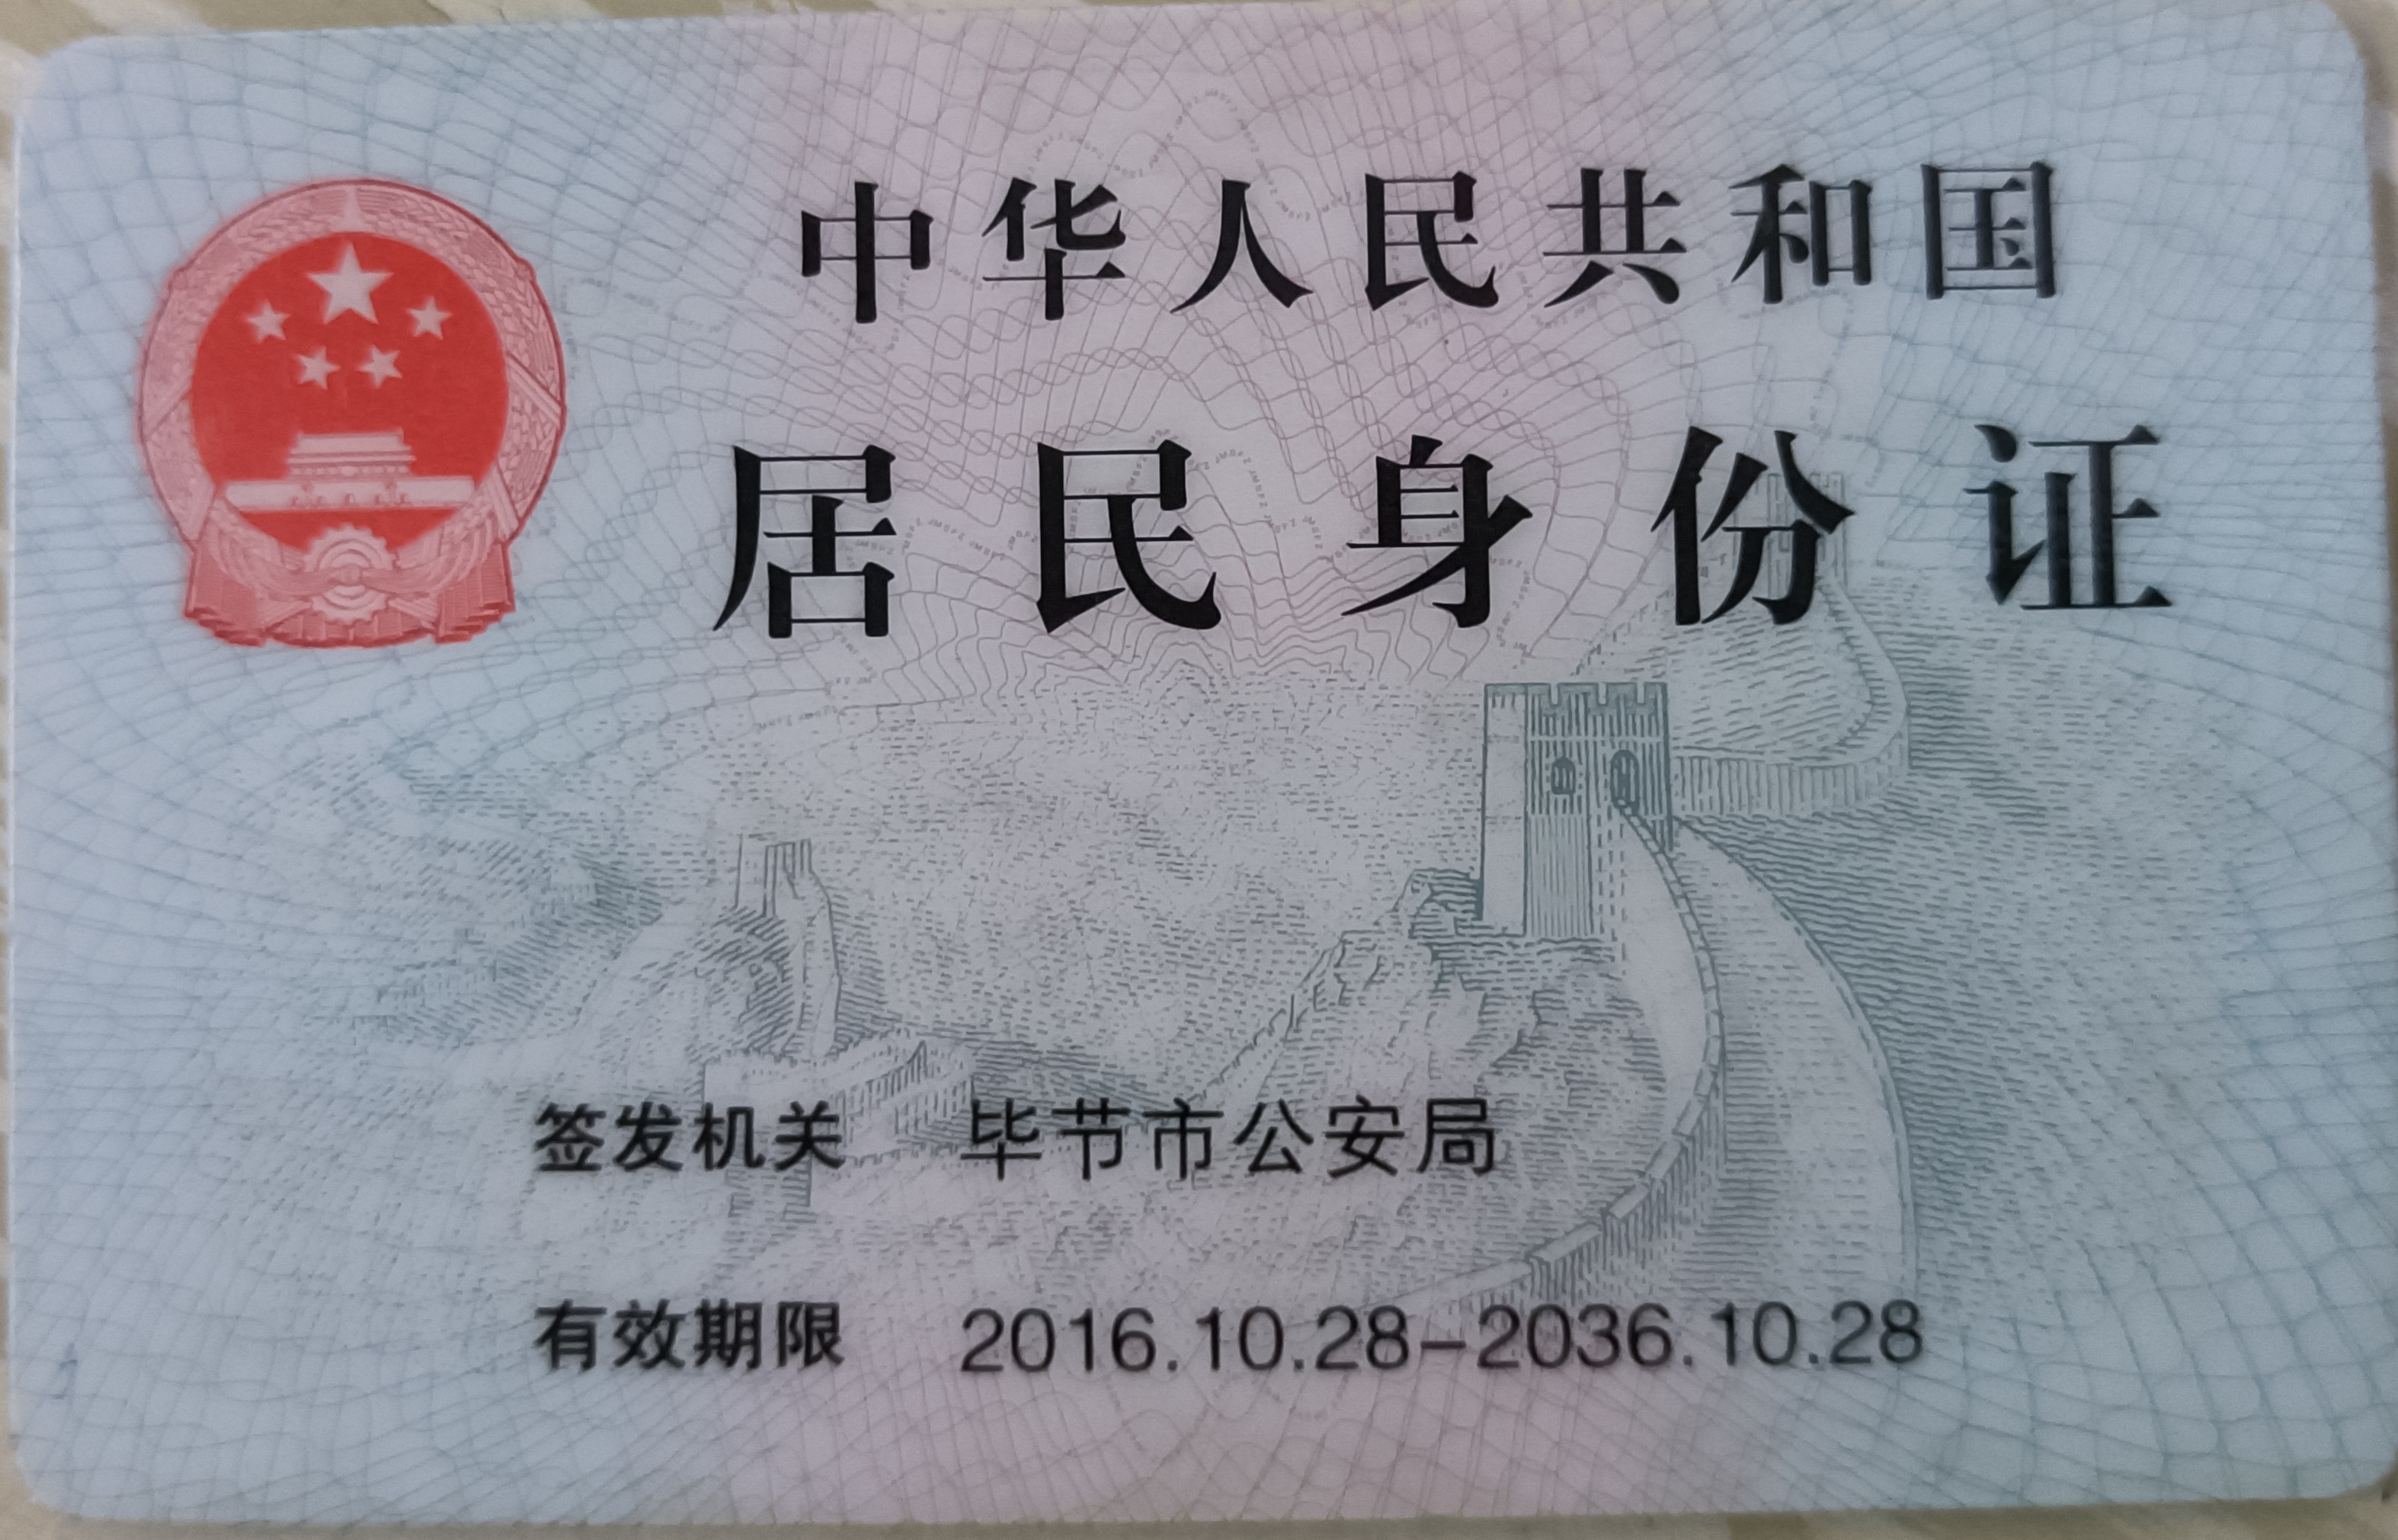 中华人民共和国
居民身份证
签发机关 毕节市公安局
有效期限 2016.10.28-2036.10.28